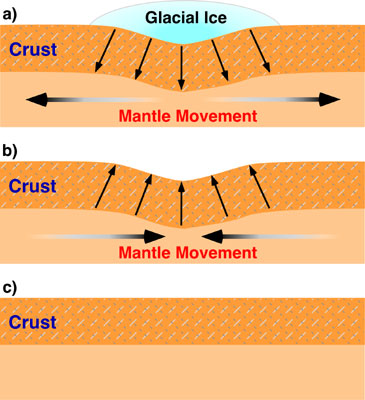 a)
Glacial Ice
Crust
Mantle Movement
b)
Crust
Mantle Movement
c)
Crust